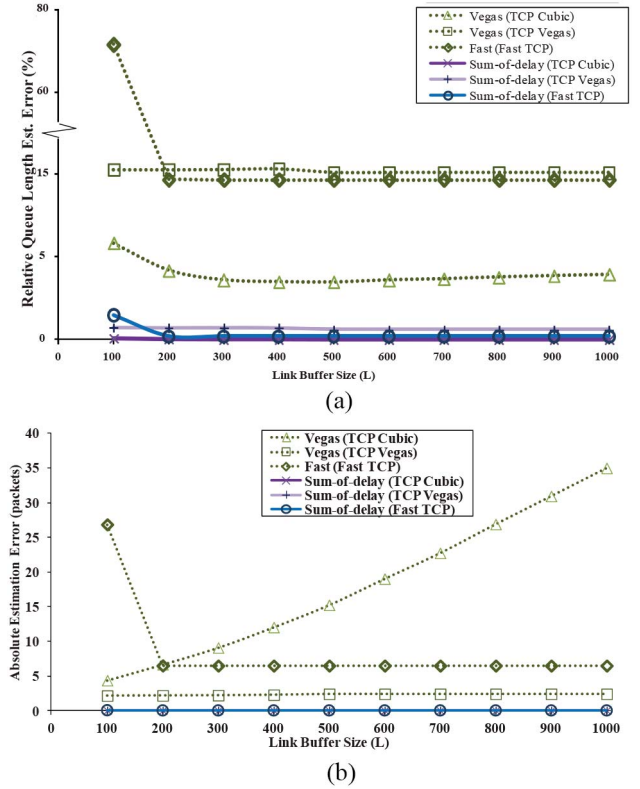 80
60
15
5
0
Relative Queue Length Est. Error (%)
Vegas (TCP Cubic)
Vegas (TCP Vegas)
Fast (Fast TCP)
Sum-of-delay (TCP Cubic)
Sum-of-delay (TCP Vegas)
Sum-of-delay (Fast TCP)
0 100 200 300 400 500 600 700 800 900 1000
Link Buffer Size (L)
(a)
40
35
30
25
20
15
10
5
0
Absolute Estimation Error (packets)
Vegas (TCP Cubic)
Vegas (TCP Vegas)
Fast (Fast TCP)
Sum-of-delay (TCP Cubic)
Sum-of-delay (TCP Vegas)
Sum-of-delay (Fast TCP)
0 100 200 300 400 500 600 700 800 900 1000
Link Buffer Size (L)
(b)